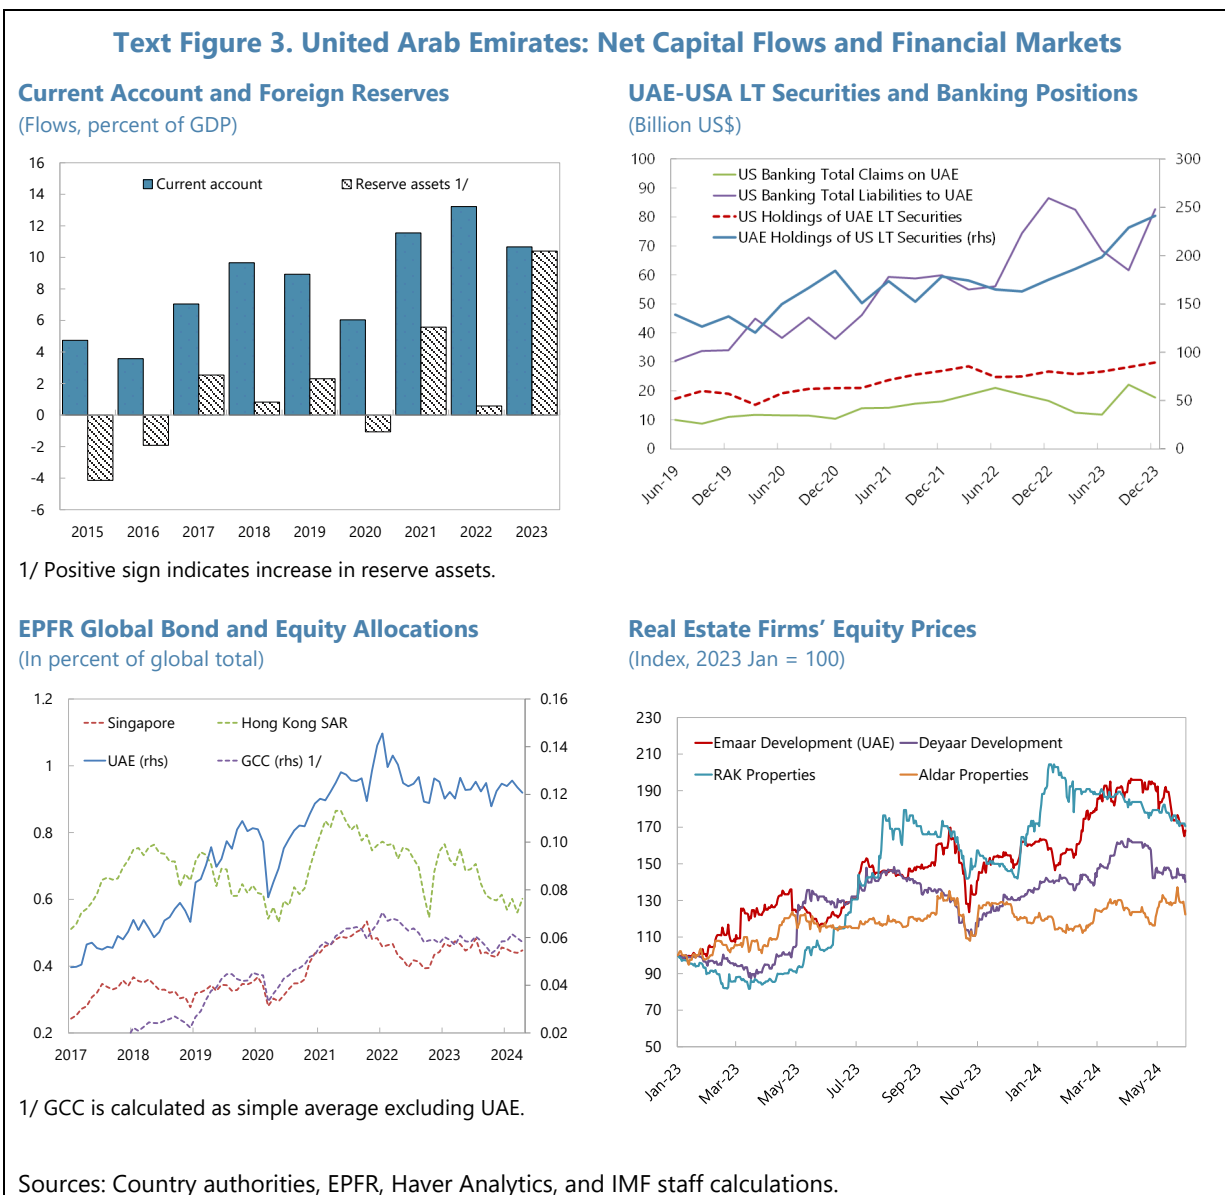 Text Figure 3. United Arab Emirates: Net Capital Flows and Financial Markets
Current Account and Foreign Reserves
(Flows, percent of GDP)
16
14
12
10
8
6
4
2
0
-2
-4
-6
Current account
Reserve assets 1/
2015 2016 2017 2018 2019 2020 2021 2022 2023
1/ Positive sign indicates increase in reserve assets.
UAE-USA LT Securities and Banking Positions
(Billion US$)
100
90
80
70
60
50
40
30
20
10
0
US Banking Total Claims on UAE
US Banking Total Liabilities to UAE
US Holdings of UAE LT Securities
UAE Holdings of US LT Securities (rhs)
300
250
200
150
100
50
0
Jun-19 Dec-19 Jun-20 Dec-20 Jun-21 Dec-21 Jun-22 Dec-22 Jun-23 Dec-23
EPFR Global Bond and Equity Allocations
(In percent of global total)
1.2
1
0.8
0.6
0.4
0.2
Singapore
Hong Kong SAR
UAE (rhs)
GCC (rhs) 1/
0.16
0.14
0.12
0.10
0.08
0.06
0.04
0.02
2017 2018 2019 2020 2021 2022 2023 2024
1/ GCC is calculated as simple average excluding UAE.
Real Estate Firms’ Equity Prices
(Index, 2023 Jan = 100)
230
210
190
170
150
130
110
90
70
50
Emaar Development (UAE)
Deyaar Development
RAK Properties
Aldar Properties
Jan-23 Mar-23 May-23 Jul-23 Sep-23 Nov-23 Jan-24 Mar-24 May-24
Sources: Country authorities, EPFR, Haver Analytics, and IMF staff calculations.